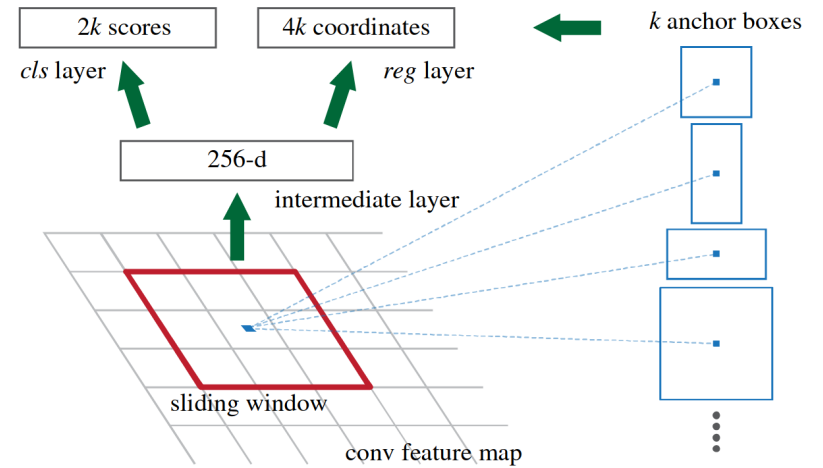 2k scores
4k coordinates
k anchor boxes
cls layer
reg layer
256-d
intermediate layer
sliding window
conv feature map